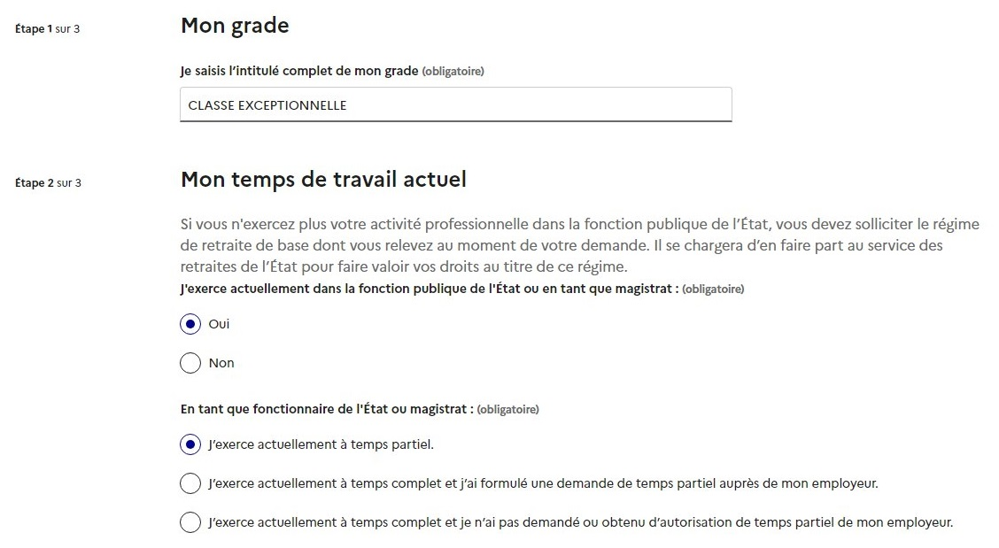 Étape 1 sur 3
Mon grade
Je saisis l’intitulé complet de mon grade (obligatoire)
CLASSE EXCEPTIONNELLE
Étape 2 sur 3
Mon temps de travail actuel
Si vous n'exercez plus votre activité professionnelle dans la fonction publique de l’État, vous devez solliciter le régime
de retraite de base dont vous relevez au moment de votre demande. Il se chargera d’en faire part au service des
retraites de l’État pour faire valoir vos droits au titre de ce régime.
J'exerce actuellement dans la fonction publique de l'État ou en tant que magistrat : (obligatoire)
Oui
Non
En tant que fonctionnaire de l'État ou magistrat : (obligatoire)
J’exerce actuellement à temps partiel.
J’exerce actuellement à temps complet et j’ai formulé une demande de temps partiel auprès de mon employeur.
J’exerce actuellement à temps complet et je n’ai pas demandé ou obtenu d’autorisation de temps partiel de mon employeur.